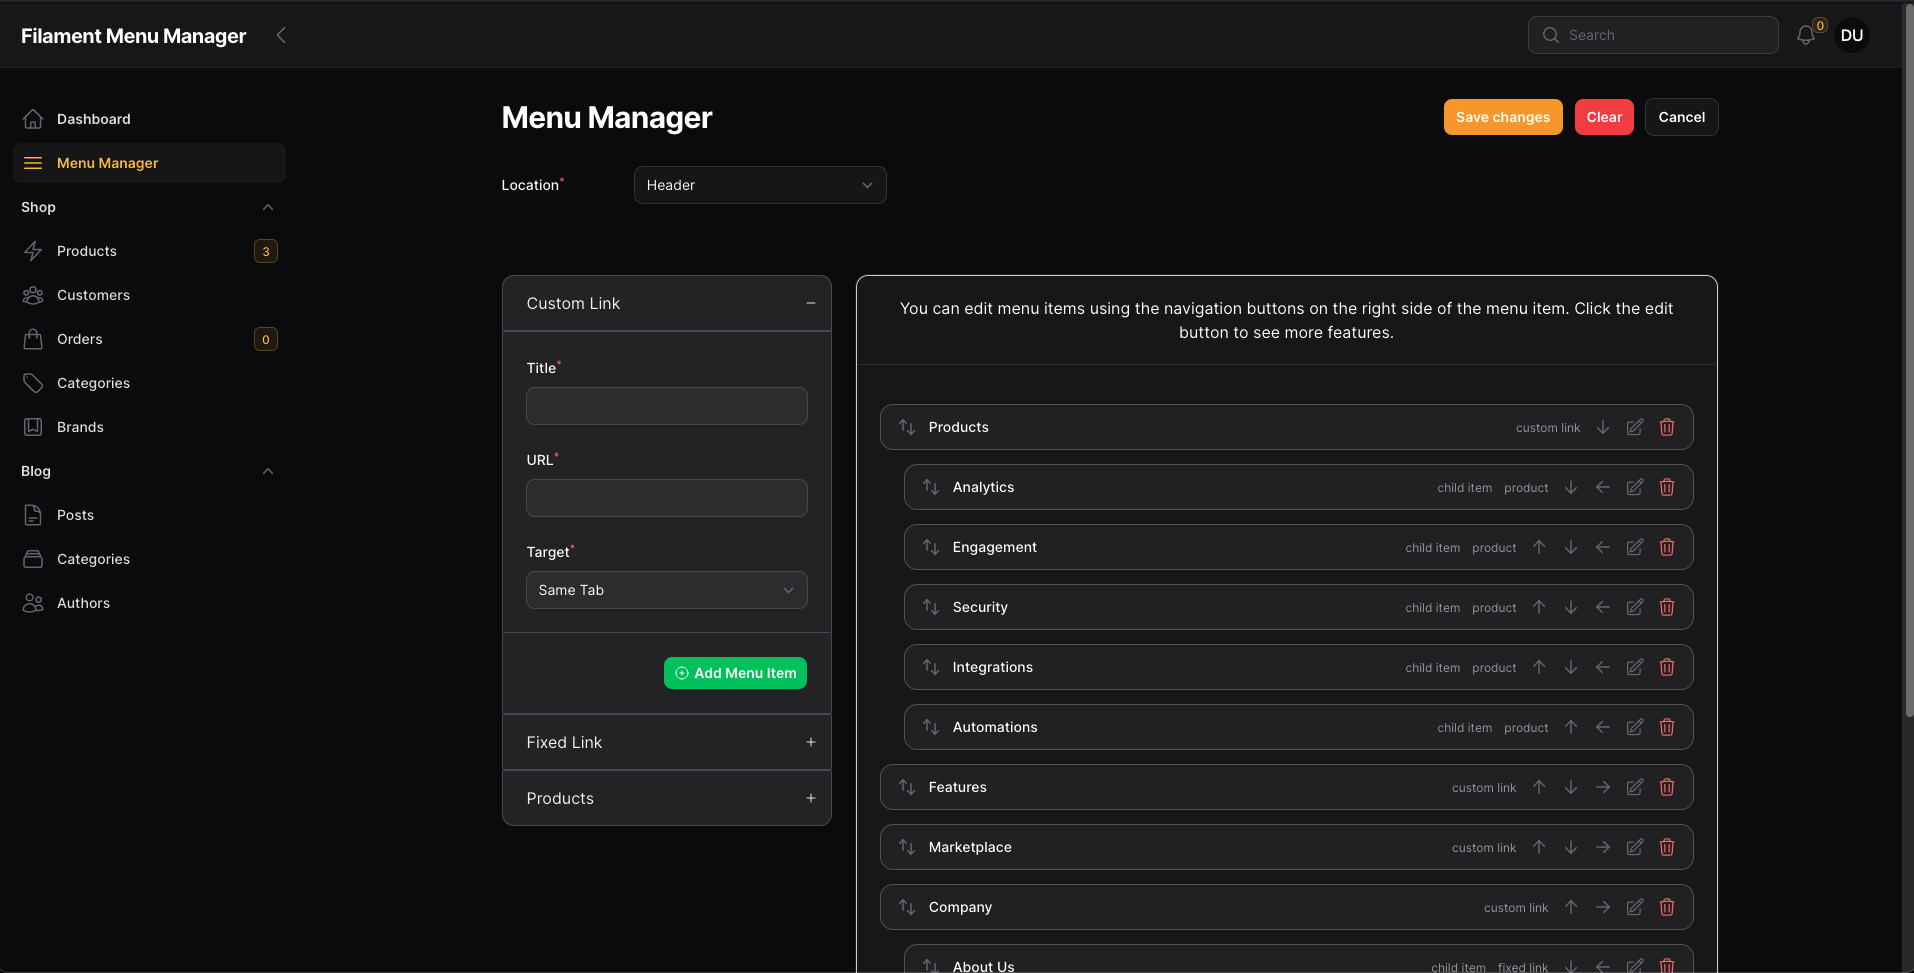 Filament Menu Manager
Search
0
DU
Dashboard
Menu Manager
Shop
Products
3
Customers
Orders
0
Categories
Brands
Blog
Posts
Categories
Authors
Menu Manager
Save changes
Clear
Cancel
Location*
Header
Custom Link
Title*
URL*
Target*
Same Tab
Add Menu Item
Fixed Link
Products
You can edit menu items using the navigation buttons on the right side of the menu item. Click the edit
button to see more features.
Products custom link
Analytics child item product
Engagement child item product
Security child item product
Integrations child item product
Automations child item product
Features custom link
Marketplace custom link
Company custom link
About Us child item fixed link